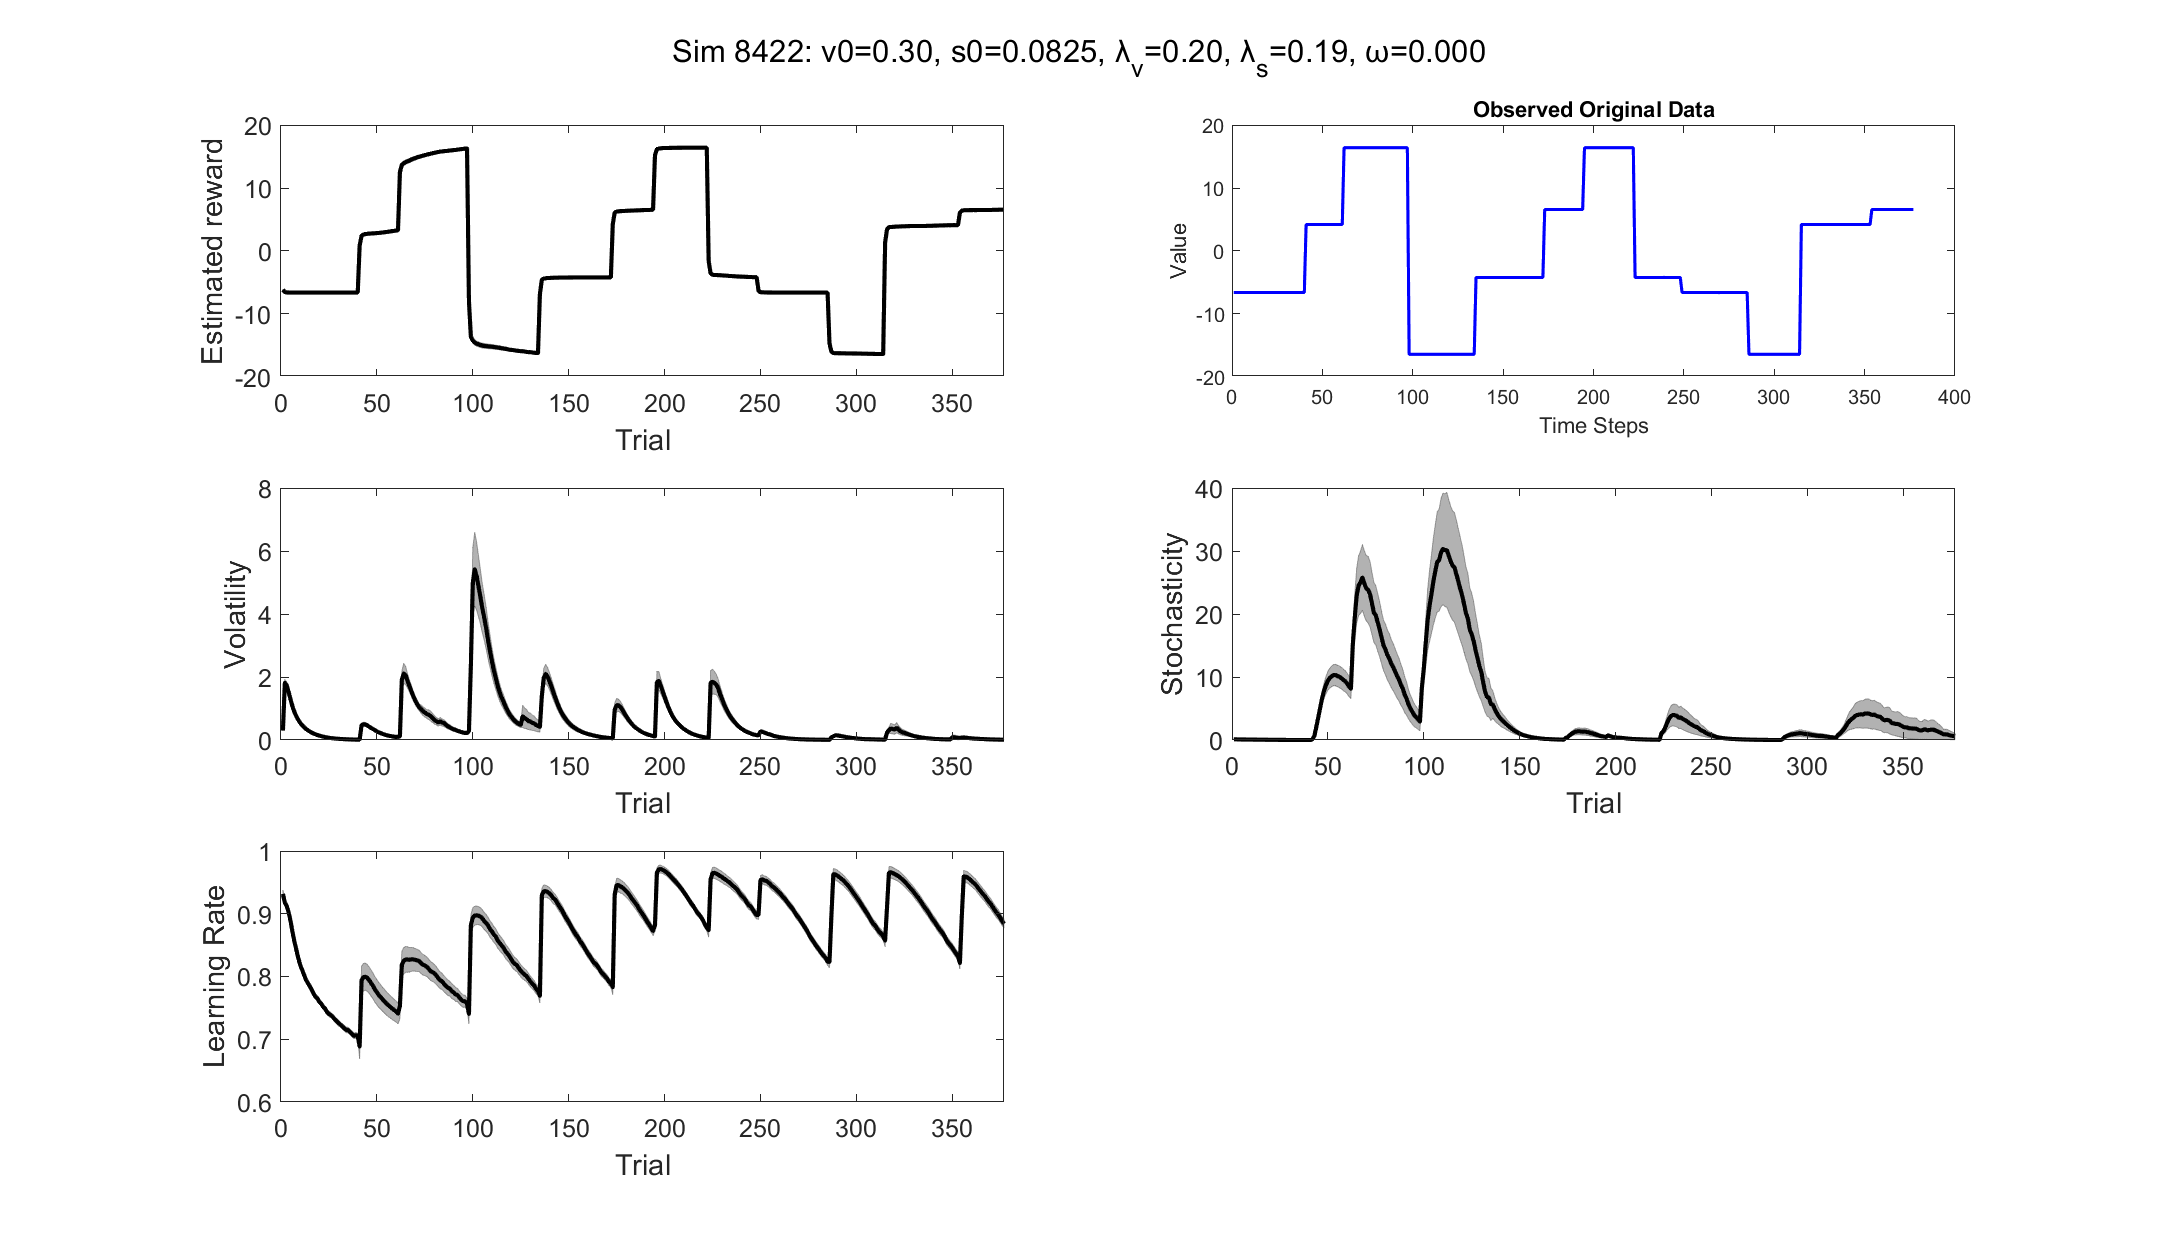 Sim 8422: v0=0.30, s0=0.0825, λv=0.20, λs=0.19, ω=0.000
Estimated reward
20
10
0
-10
-20
0 50 100 150 200 250 300 350
Trial
Observed Original Data
Value
20
10
0
-10
-20
0 50 100 150 200 250 300 350 400
Time Steps
Volatility
8
6
4
2
0
0 50 100 150 200 250 300 350
Trial
Stochasticity
40
30
20
10
0
0 50 100 150 200 250 300 350
Trial
Learning Rate
1
0.9
0.8
0.7
0.6
0 50 100 150 200 250 300 350
Trial